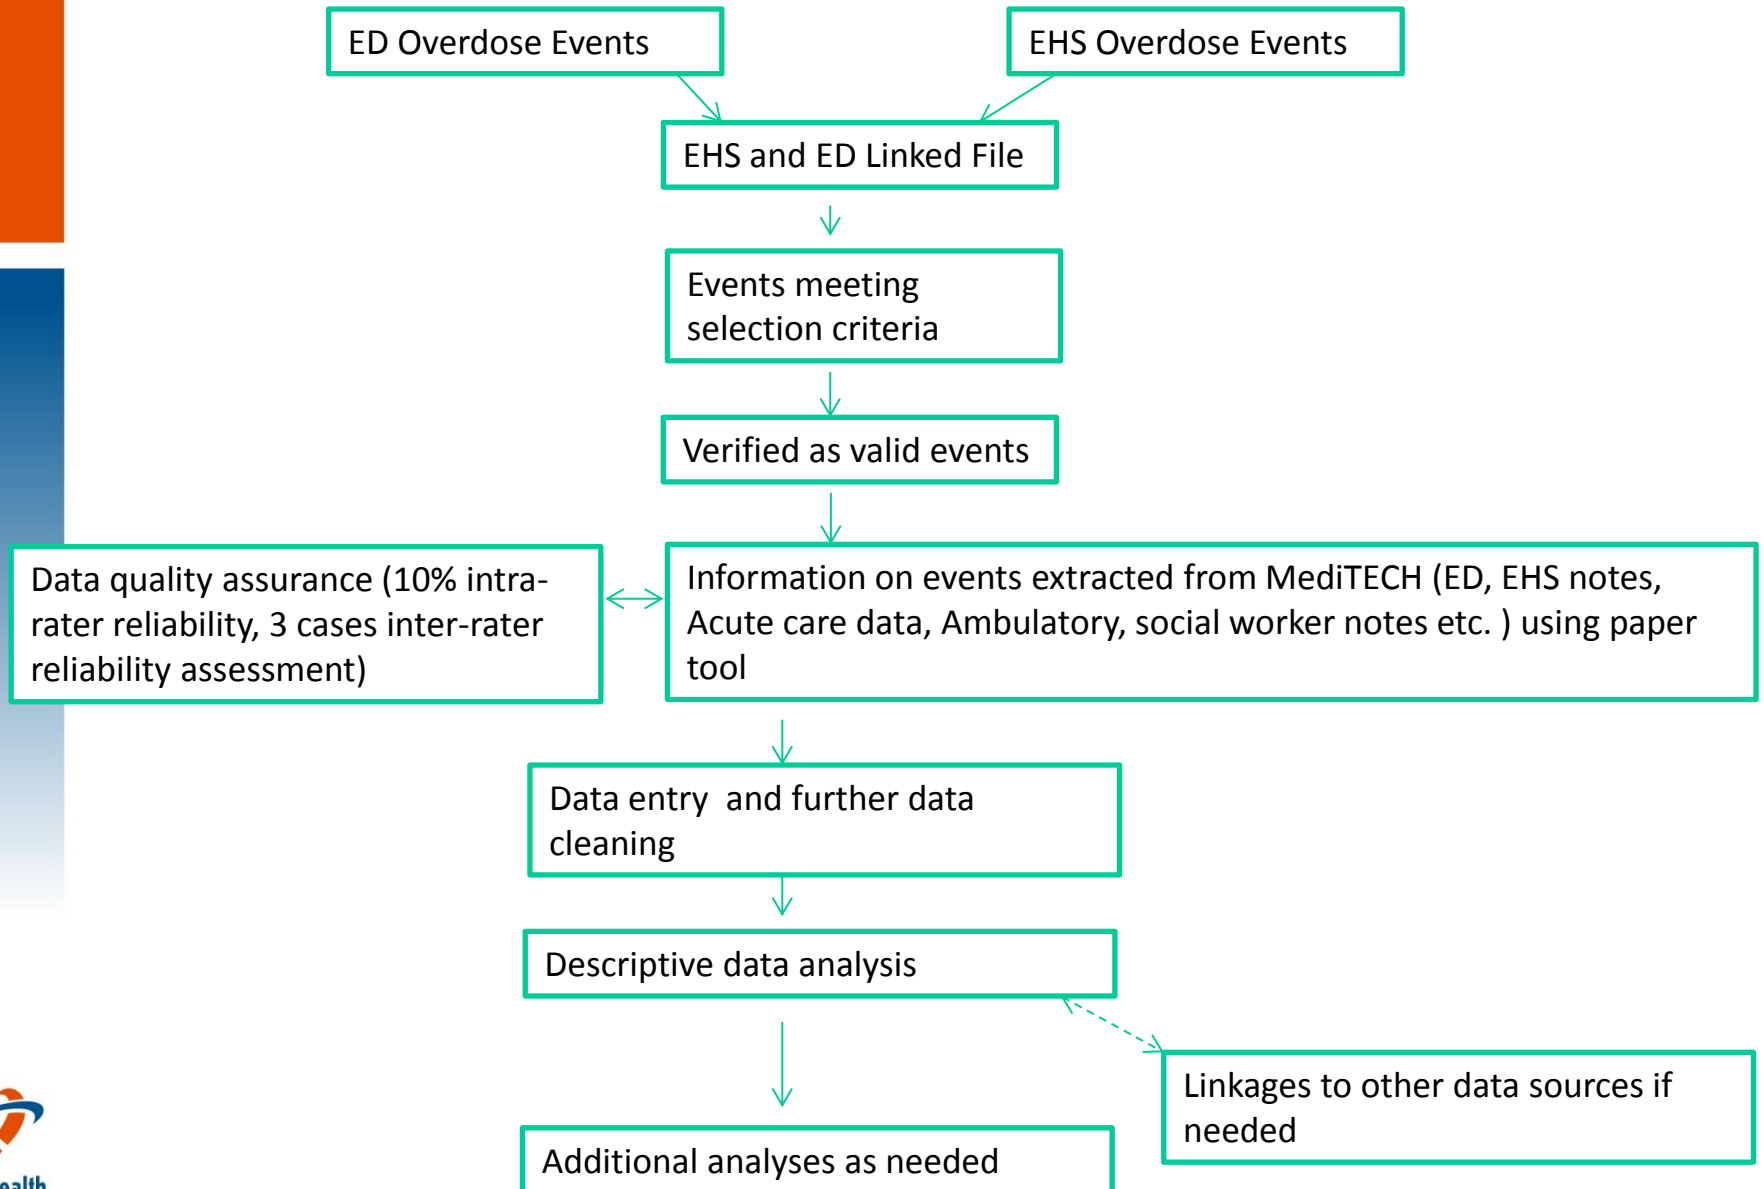 ED Overdose Events
EHS Overdose Events
EHS and ED Linked File
Events meeting
selection criteria
Verified as valid events
Data quality assurance (10% intra-
rater reliability, 3 cases inter-rater
reliability assessment)
Information on events extracted from MediTECH (ED, EHS notes,
Acute care data, Ambulatory, social worker notes etc. ) using paper
tool
Data entry  and further data
cleaning
Descriptive data analysis
Linkages to other data sources if
needed
Additional analyses as needed